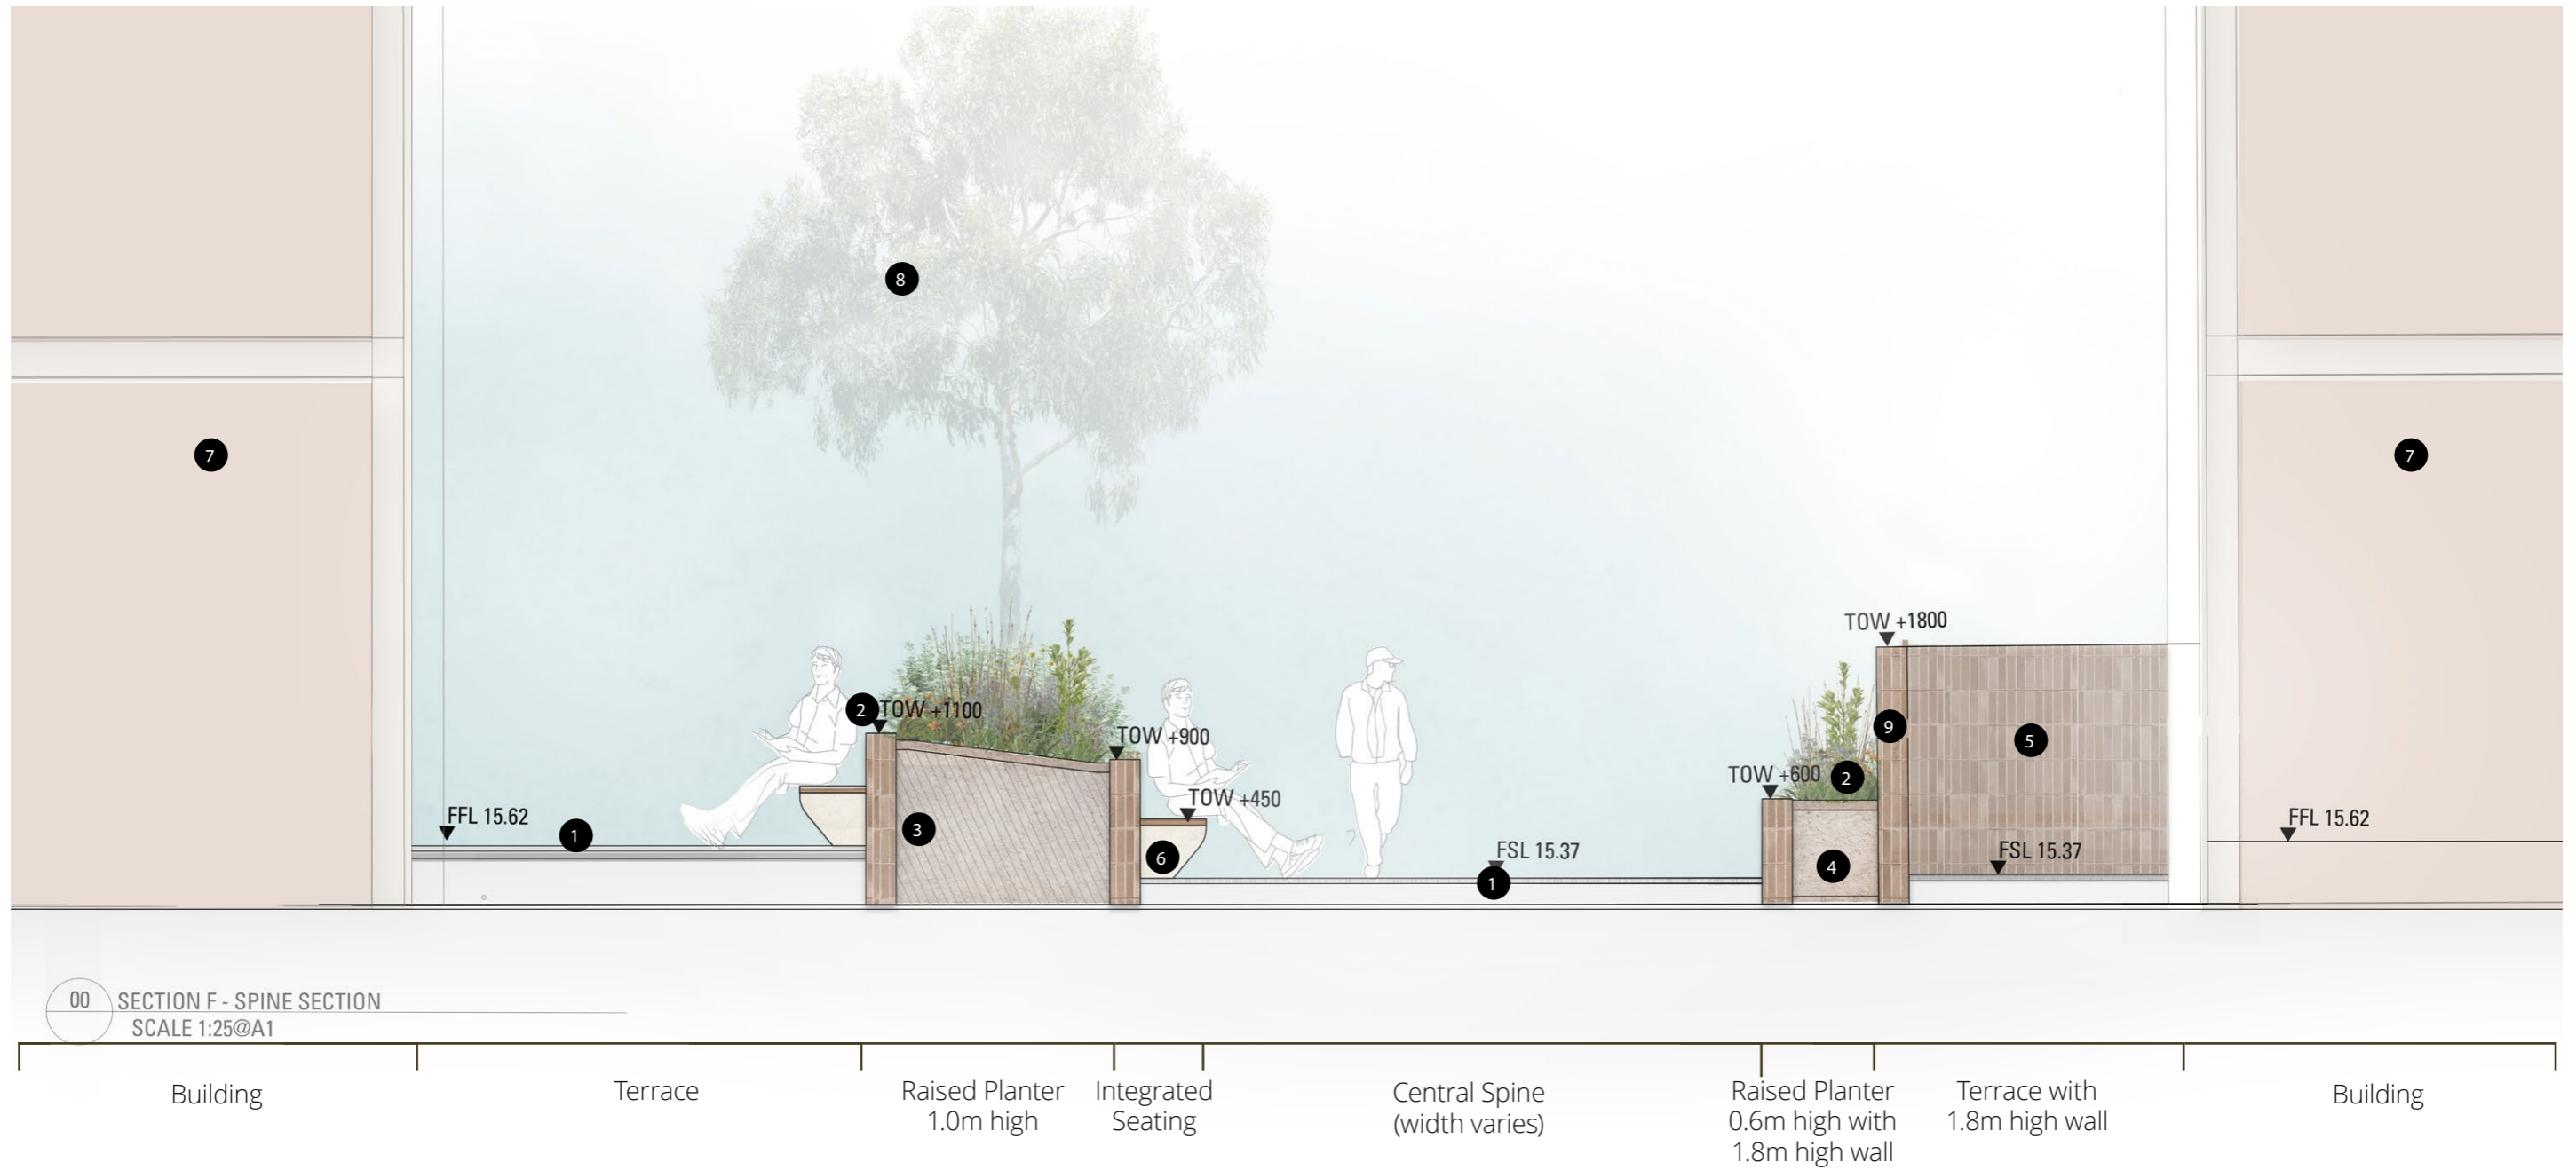 8
7
7
TOW +1800
2
TOW +1100
9
5
TOW +900
TOW +600
2
TOW +450
FFL 15.62
1
3
FFL 15.62
6
FSL 15.37
4
FSL 15.37
1
00
SECTION F - SPINE SECTION
SCALE 1:25@A1
Building
Terrace
Raised Planter
1.0m high
Integrated
Seating
Central Spine
(width varies)
Raised Planter
0.6m high with
1.8m high wall
Terrace with
1.8m high wall
Building